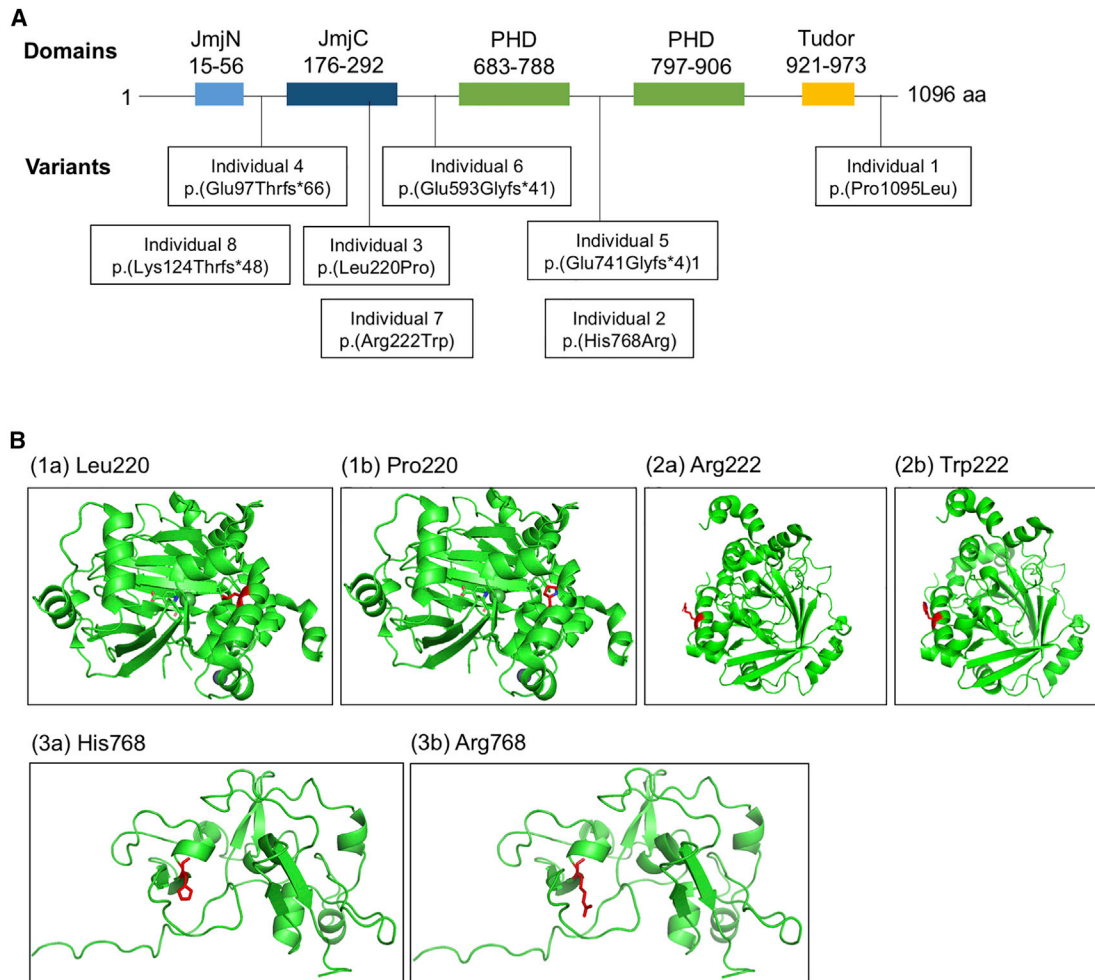 A
Domains
JmjN
15-56
JmjC
176-292
PHD
683-788
PHD
797-906
Tudor
921-973
1
1096 aa
Variants
Individual 4
p.(Glu97Thrfs*66)
Individual 6
p.(Glu593Glyfs*41)
Individual 1
p.(Pro1095Leu)
Individual 8
p.(Lys124Thrfs*48)
Individual 3
p.(Leu220Pro)
Individual 5
p.(Glu741Glyfs*4)1
Individual 7
p.(Arg222Trp)
Individual 2
p.(His768Arg)
B
(1a) Leu220
(1b) Pro220
(2a) Arg222
(2b) Trp222
(3a) His768
(3b) Arg768